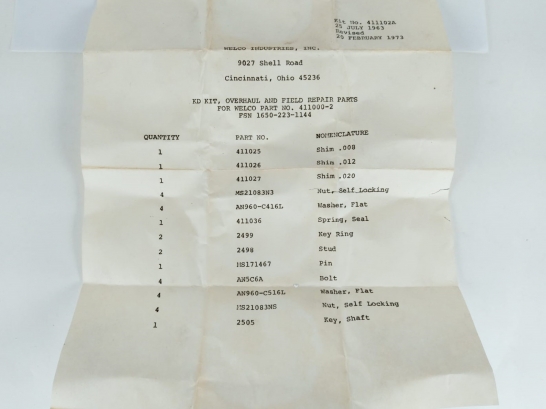 Kit No. 411102A
25 JULY 1963
Revised
26 FEBRUARY 1973
WELCO INDUSTRIES, INC.
9027 Shell Road
Cincinnati, Ohio 45236
KD KIT, OVERHAUL AND FIELD REPAIR PARTS
FOR WELCO PART NO. 411000-2
FSN 1650-223-1144
QUANTITY PART NO. NOMENCLATURE
1 411025 Shim .008
1 411026 Shim .012
1 411027 Shim .020
4 MS21083N3 Nut, Self Locking
4 AN960-C416L Washer, Flat
1 411036 Spring, Seal
2 2499 Key Ring
2 2498 Stud
1 MS171467 Pin
4 AN5C6A Bolt
4 AN960-C516L Washer, Flat
4 MS21083N5 Nut, Self Locking
1 2505 Key, Shaft